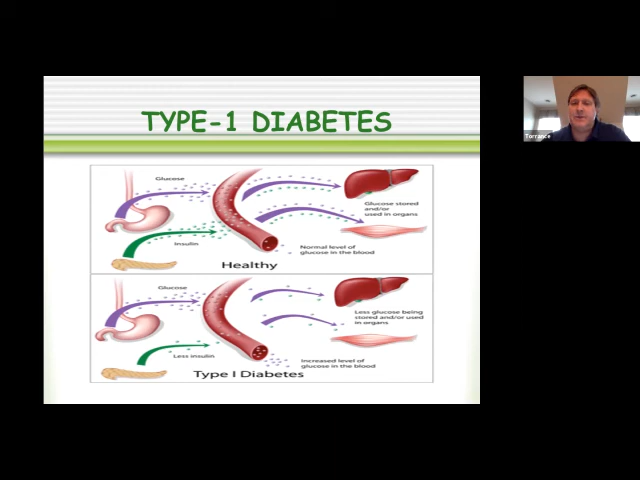 TYPE-1 DIABETES
Torrance
Glucose
Glucose stored
and/or
used in organs
Insulin
Normal level of
glucose in the blood
Healthy
Glucose
Less glucose being
stored and/or used
in organs
Less insulin
Increased level of
glucose in the blood
Type I Diabetes